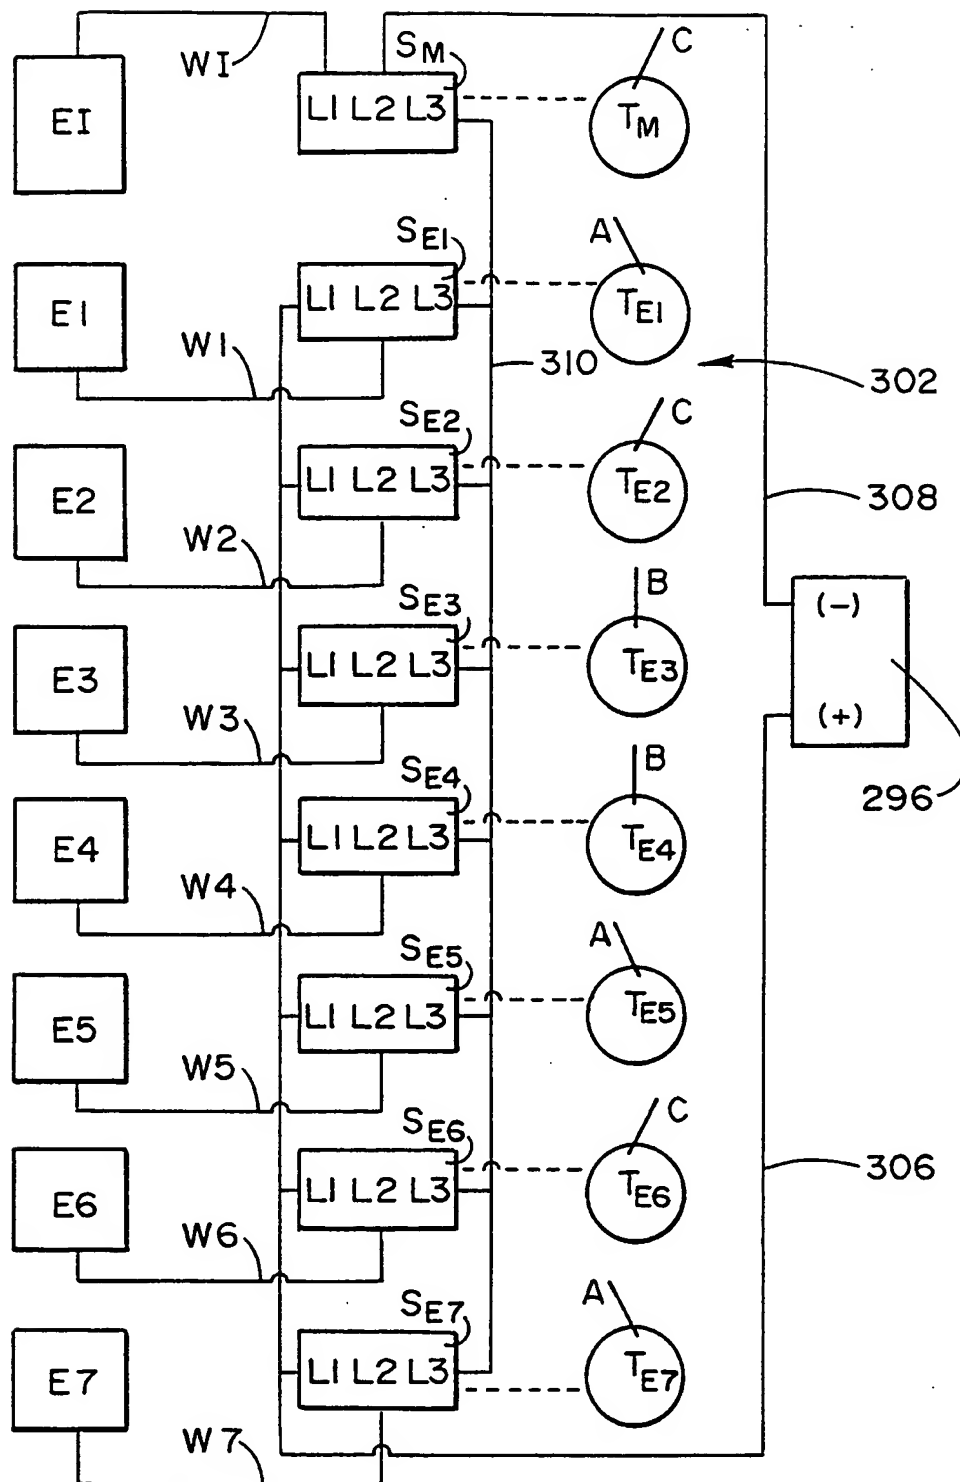 C
WI
SM
EI
L1 L2 L3
TM
A
SE1
E1
L1 L2 L3
TE1
W1
310
302
C
SE2
E2
L1 L2 L3
TE2
308
W2
B
SE3
(-)
E3
L1 L2 L3
TE3
W3
(+)
B
SE4
296
E4
L1 L2 L3
TE4
W4
A
SE5
E5
L1 L2 L3
TE5
W5
C
SE6
306
E6
L1 L2 L3
TE6
W6
A
SE7
E7
L1 L2 L3
TE7
W7